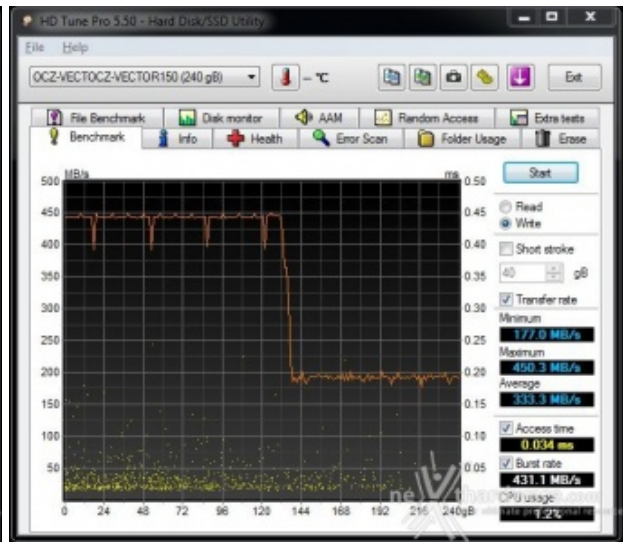 HD Tune Pro 5.50 - Hard Disk/SSD Utility
File Help
OCZ-VECTOCZ-VECTOR150 (240 gB) – °C Exit
File Benchmark Disk monitor AAM Random Access Extra tests
Benchmark Info Health Error Scan Folder Usage Erase
MB/s ms Start
500 0.50
450 0.45
400 0.40
350 0.35
300 0.30
250 0.25
200 0.20
150 0.15
100 0.10
50 0.05
0 24 48 72 96 120 144 168 192 216 240gB
Read
Write
Short stroke
40 gB
Transfer rate
Minimum
177.0 MB/s
Maximum
450.3 MB/s
Average
333.3 MB/s
Access time
0.034 ms
Burst rate
431.1 MB/s
CPU usage
1.2%